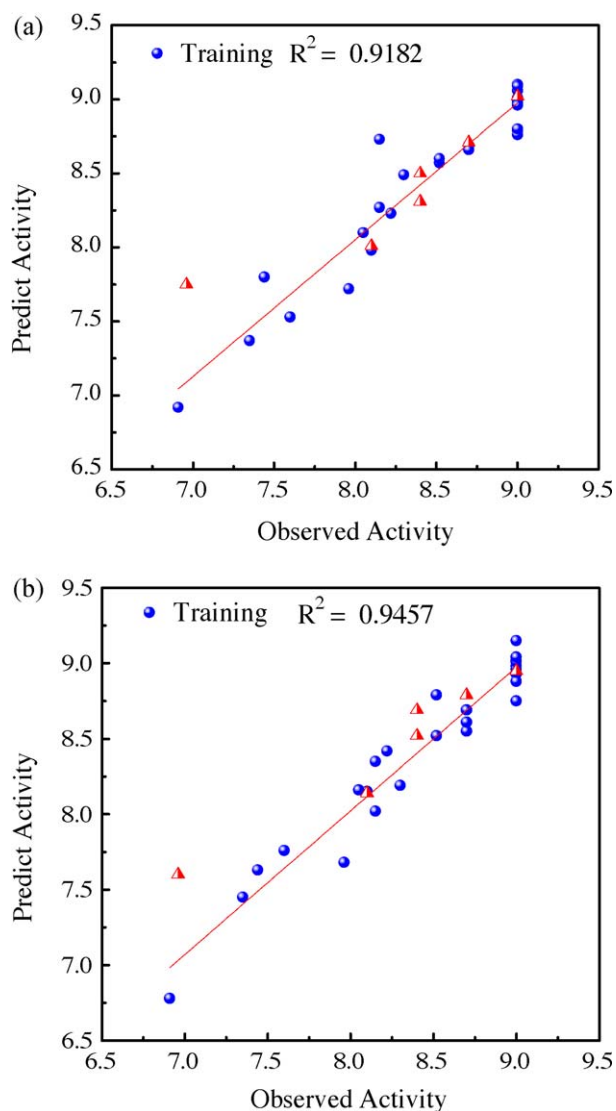 (a)
Training R² = 0.9182
9.5
9.0
8.5
8.0
7.5
7.0
6.5
Predict Activity
6.5 7.0 7.5 8.0 8.5 9.0 9.5
Observed Activity
(b)
Training R² = 0.9457
9.5
9.0
8.5
8.0
7.5
7.0
6.5
Predict Activity
6.5 7.0 7.5 8.0 8.5 9.0 9.5
Observed Activity